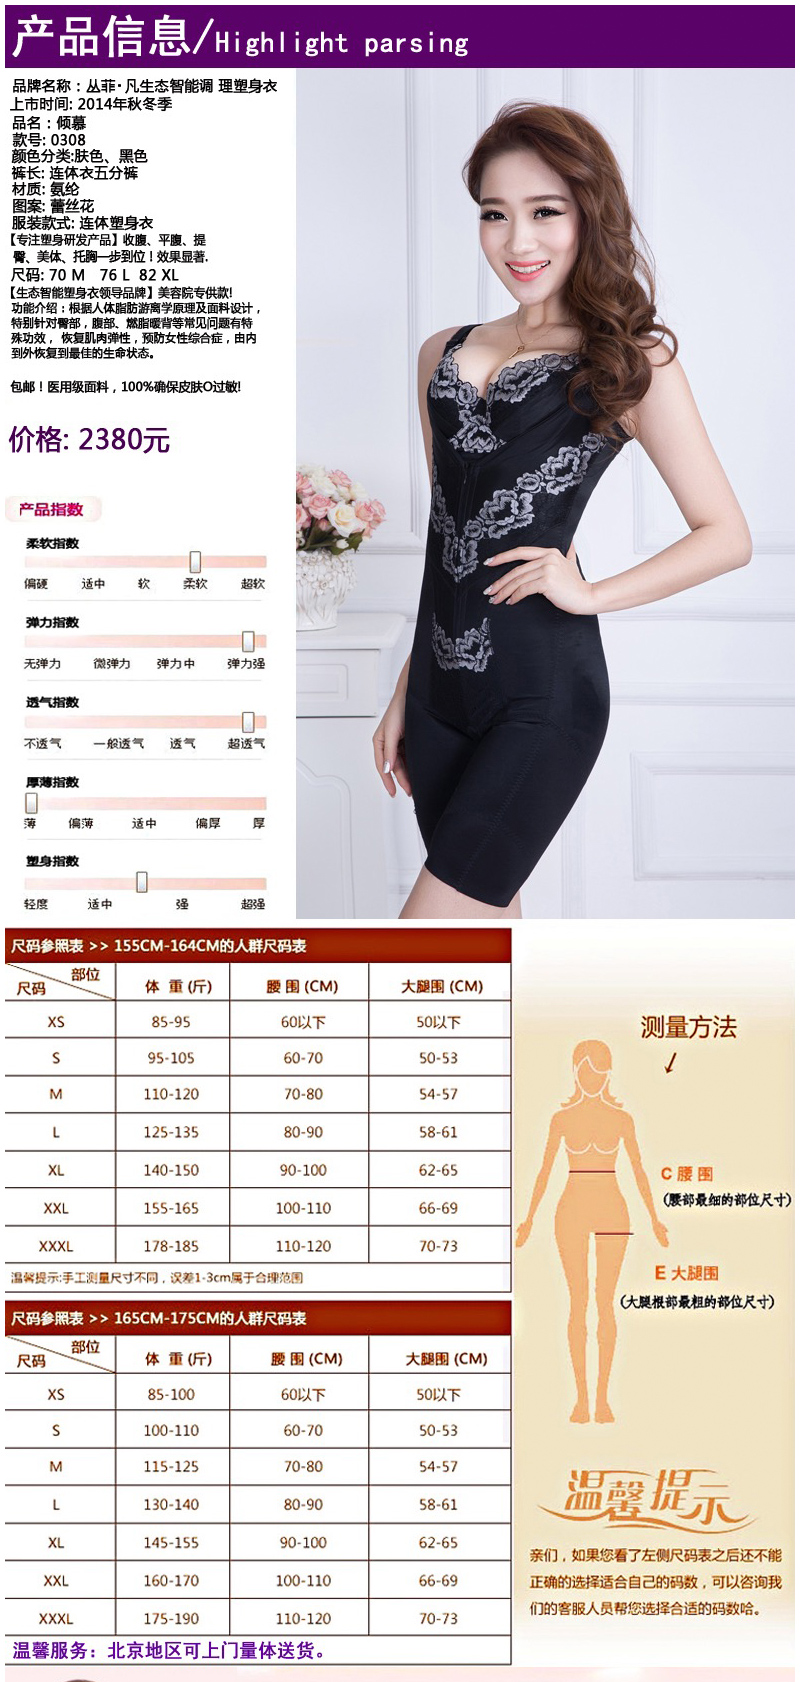 产品信息/Highlight parsing
品牌名称：丛菲·凡生态智能调 理塑身衣
上市时间: 2014年秋冬季
品名：倾慕
款号: 0308
颜色分类:肤色、黑色
裤长: 连体衣五分裤
材质: 氨纶
图案: 蕾丝花
服装款式: 连体塑身衣
【专注塑身研发产品】收腹、平腹、提
臀、美体、托胸一步到位！效果显著.
尺码: 70 M 76 L 82 XL
【生态智能塑身衣领导品牌】美容院专供款!
功能介绍：根据人体脂肪游离学原理及面料设计，
特别针对臀部，腹部、燃脂暖背等常见问题有特
殊功效， 恢复肌肉弹性，预防女性综合症，由内
到外恢复到最佳的生命状态。
包邮！医用级面料，100%确保皮肤O过敏!
价格: 2380元
产品指数
柔软指数
偏硬 适中 软 柔软 超软
弹力指数
无弹力 微弹力 弹力中 弹力强
透气指数
不透气 一般透气 透气 超透气
厚薄指数
薄 偏薄 适中 偏厚 厚
塑身指数
轻度 适中 强 超强
尺码参照表 >> 155CM-164CM的人群尺码表
部位
尺码 体 重 (斤) 腰 围 (CM) 大腿围 (CM)
XS 85-95 60以下 50以下
S 95-105 60-70 50-53
M 110-120 70-80 54-57
L 125-135 80-90 58-61
XL 140-150 90-100 62-65
XXL 155-165 100-110 66-69
XXXL 178-185 110-120 70-73
温馨提示:手工测量尺寸不同，误差1-3cm属于合理范围
尺码参照表 >> 165CM-175CM的人群尺码表
部位
尺码 体 重 (斤) 腰 围 (CM) 大腿围 (CM)
XS 85-100 60以下 50以下
S 100-110 60-70 50-53
M 115-125 70-80 54-57
L 130-140 80-90 58-61
XL 145-155 90-100 62-65
XXL 160-170 100-110 66-69
XXXL 175-190 110-120 70-73
温馨服务：北京地区可上门量体送货。
测量方法
C 腰 围
(腰部最细的部位尺寸)
E 大腿围
(大腿根部最粗的部位尺寸)
温馨提示
亲们，如果您看了左侧尺码表之后还不能
正确的选择适合自己的码数，可以咨询我
们的客服人员帮您选择合适的码数哈。